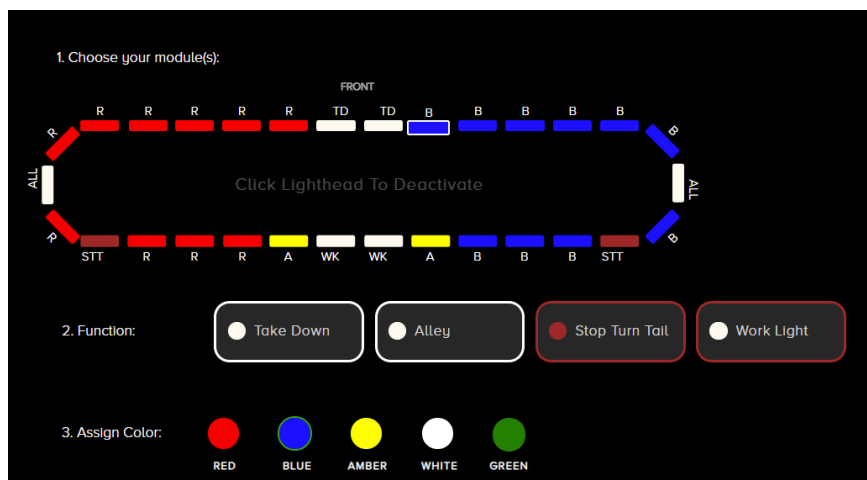 1. Choose your module(s):
FRONT
R R R R R TD TD B B B B B
R B
ALL ALL
Click Lighthead To Deactivate
R B
STT R R R A WK WK A B B B STT
2. Function: Take Down Alley Stop Turn Tail Work Light
3. Assign Color:
RED BLUE AMBER WHITE GREEN